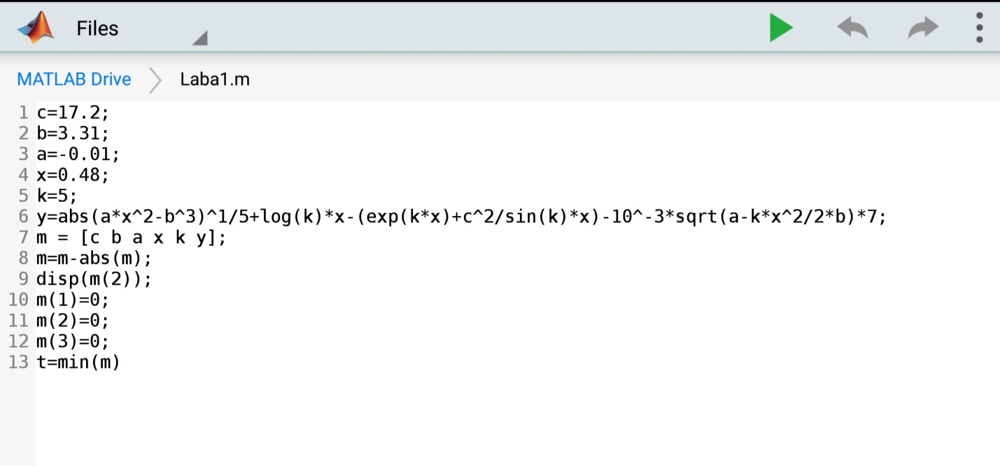 Files
MATLAB Drive Laba1.m
1 c=17.2;
2 b=3.31;
3 a=-0.01;
4 x=0.48;
5 k=5;
6 y=abs(a*x^2-b^3)^1/5+log(k)*x-(exp(k*x)+c^2/sin(k)*x)-10^-3*sqrt(a-k*x^2/2*b)*7;
7 m = [c b a x k y];
8 m=m-abs(m);
9 disp(m(2));
10 m(1)=0;
11 m(2)=0;
12 m(3)=0;
13 t=min(m)